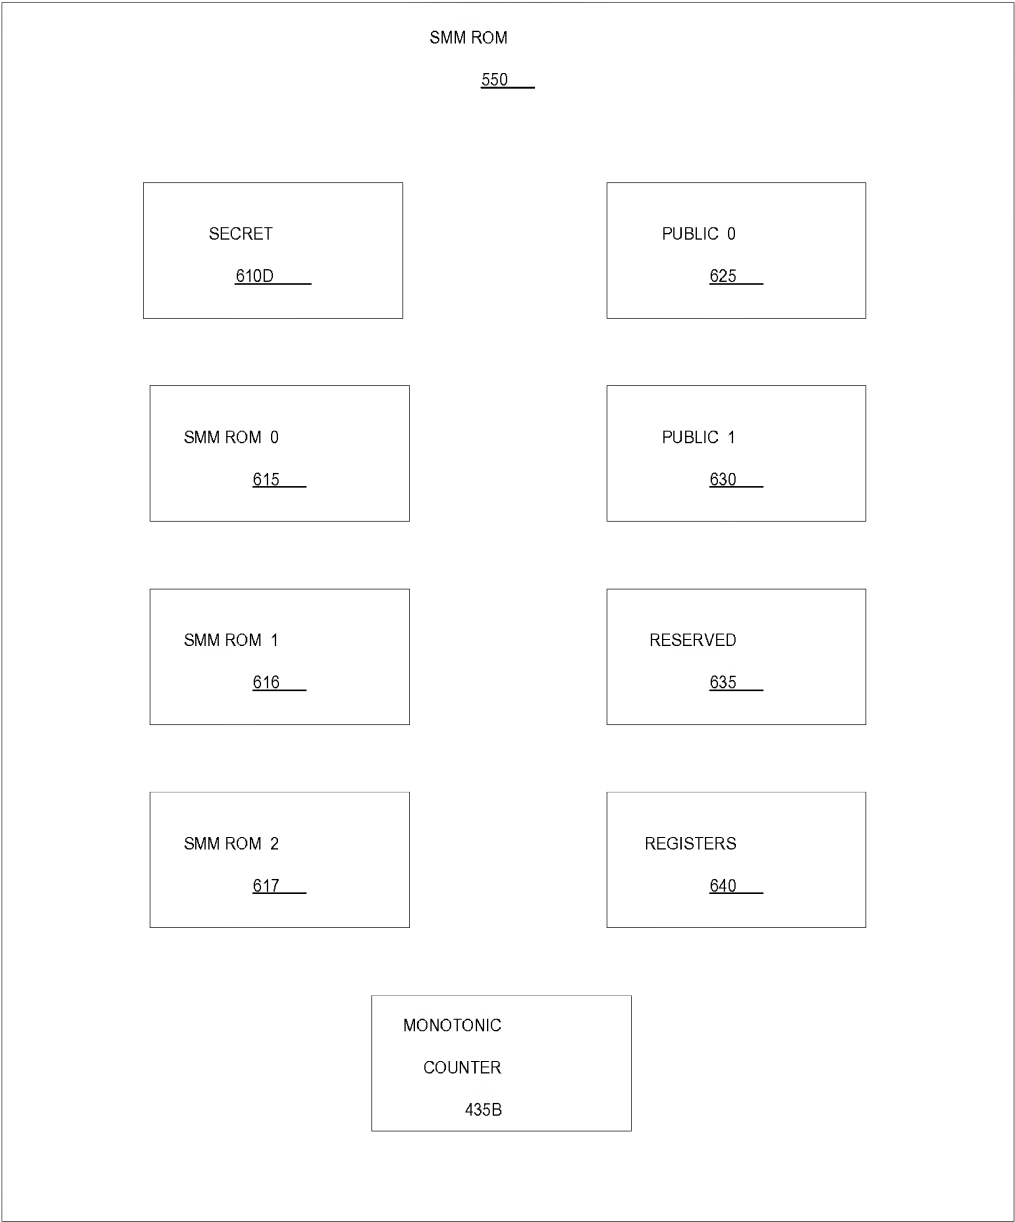 SMM ROM
550
SECRET
610D
PUBLIC 0
625
SMM ROM 0
615
PUBLIC 1
630
SMM ROM 1
616
RESERVED
635
SMM ROM 2
617
REGISTERS
640
MONOTONIC
COUNTER
435B